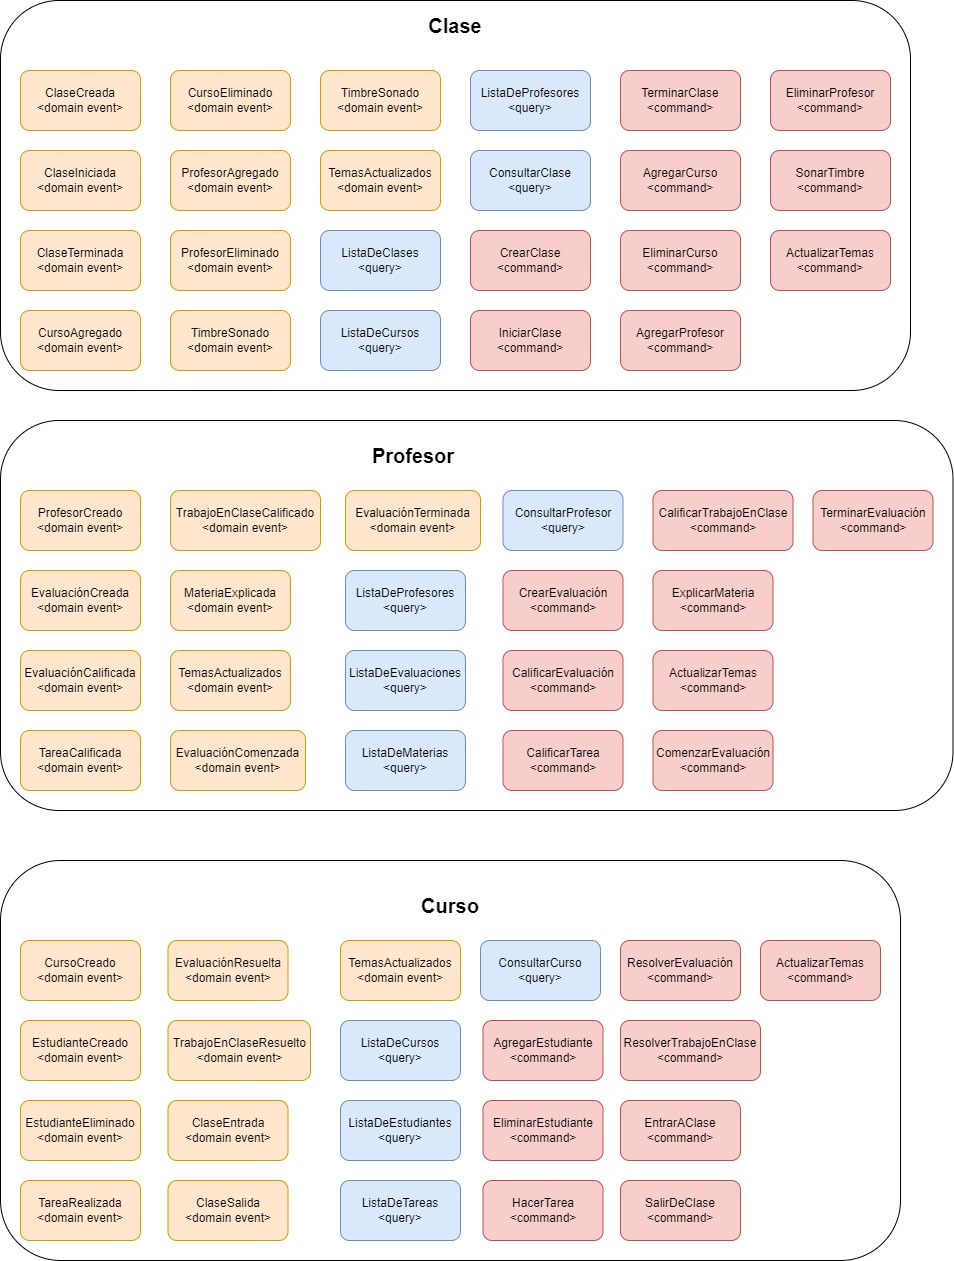 Clase
ClaseCreada
<domain event>
CursoEliminado
<domain event>
TimbreSonado
<domain event>
ListaDeProfesores
<query>
TerminarClase
<command>
EliminarProfesor
<command>
ClaseIniciada
<domain event>
ProfesorAgregado
<domain event>
TemasActualizados
<domain event>
ConsultarClase
<query>
AgregarCurso
<command>
SonarTimbre
<command>
ClaseTerminada
<domain event>
ProfesorEliminado
<domain event>
ListaDeClases
<query>
CrearClase
<command>
EliminarCurso
<command>
ActualizarTemas
<command>
CursoAgregado
<domain event>
TimbreSonado
<domain event>
ListaDeCursos
<query>
IniciarClase
<command>
AgregarProfesor
<command>
Profesor
ProfesorCreado
<domain event>
TrabajoEnClaseCalificado
<domain event>
EvaluaciónTerminada
<domain event>
ConsultarProfesor
<query>
CalificarTrabajoEnClase
<command>
TerminarEvaluación
<command>
EvaluaciónCreada
<domain event>
MateriaExplicada
<domain event>
ListaDeProfesores
<query>
CrearEvaluación
<command>
ExplicarMateria
<command>
EvaluaciónCalificada
<domain event>
TemasActualizados
<domain event>
ListaDeEvaluaciones
<query>
CalificarEvaluación
<command>
ActualizarTemas
<command>
TareaCalificada
<domain event>
EvaluaciónComenzada
<domain event>
ListaDeMaterias
<query>
CalificarTarea
<command>
ComenzarEvaluación
<command>
Curso
CursoCreado
<domain event>
EvaluaciónResuelta
<domain event>
TemasActualizados
<domain event>
ConsultarCurso
<query>
ResolverEvaluación
<command>
ActualizarTemas
<command>
EstudianteCreado
<domain event>
TrabajoEnClaseResuelto
<domain event>
ListaDeCursos
<query>
AgregarEstudiante
<command>
ResolverTrabajoEnClase
<command>
EstudianteEliminado
<domain event>
ClaseEntrada
<domain event>
ListaDeEstudiantes
<query>
EliminarEstudiante
<command>
EntrarAClase
<command>
TareaRealizada
<domain event>
ClaseSalida
<domain event>
ListaDeTareas
<query>
HacerTarea
<command>
SalirDeClase
<command>